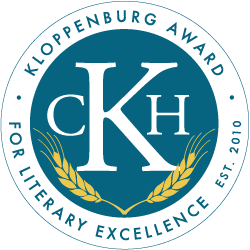 · KLOPPENBURG AWARD ·
FOR LITERARY EXCELLENCE
EST. 2010
CKH